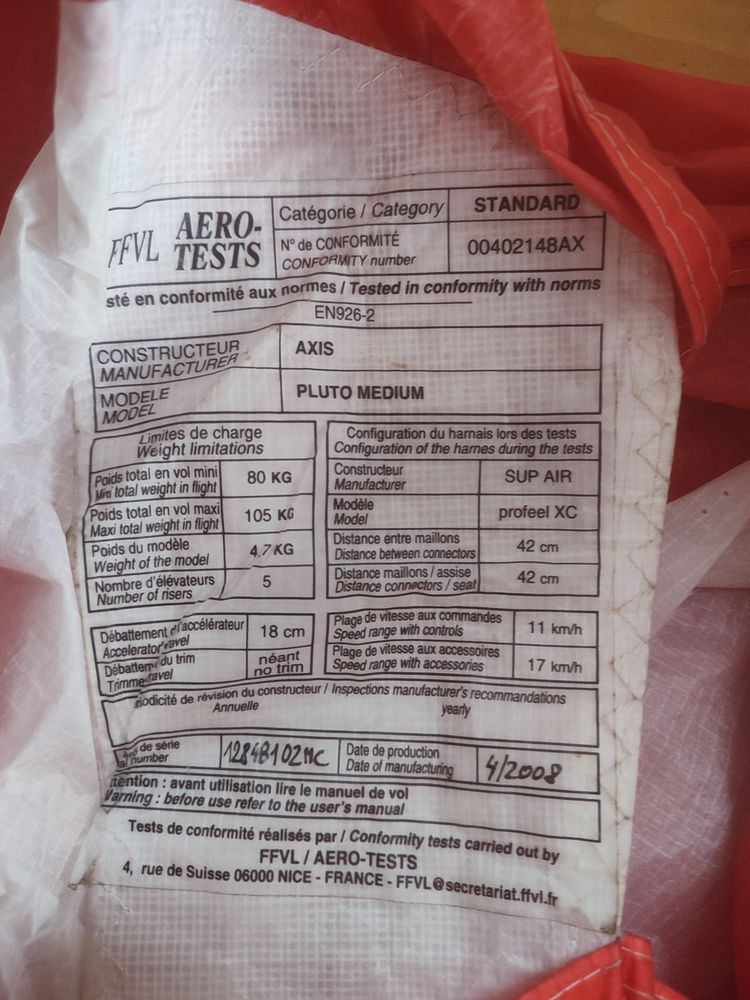 FFVL AERO-TESTS
Catégorie / Category STANDARD
N° de CONFORMITÉ
CONFORMITY number 00402148AX
sté en conformité aux normes / Tested in conformity with norms
EN926-2
CONSTRUCTEUR
MANUFACTURER AXIS
MODELE
MODEL PLUTO MEDIUM
Limites de charge
Weight limitations
Poids total en vol mini
Mini total weight in flight 80 KG
Poids total en vol maxi
Maxi total weight in flight 105 KG
Poids du modèle
Weight of the model 4,7 KG
Nombre d'élévateurs
Number of risers 5
Configuration du harnais lors des tests
Configuration of the harnes during the tests
Constructeur
Manufacturer SUP AIR
Modèle
Model profeel XC
Distance entre maillons
Distance between connectors 42 cm
Distance maillons / assise
Distance connectors / seat 42 cm
Débattement d'accélérateur
Accelerator ravel 18 cm
Débattem du trim
Trimme ravel néant
no trim
Plage de vitesse aux commandes
Speed range with controls 11 km/h
Plage de vitesse aux accessoires
Speed range with accessories 17 km/h
riodicité de révision du constructeur / Inspections manufacturer's recommandations
Annuelle yearly
de série
number 1284B102MC
Date de production
Date of manufacturing 4/2008
ttention : avant utilisation lire le manuel de vol
Varning : before use refer to the user's manual
Tests de conformité réalisés par / Conformity tests carried out by
FFVL / AERO-TESTS
4, rue de Suisse 06000 NICE - FRANCE - FFVL@secretariat.ffvl.fr